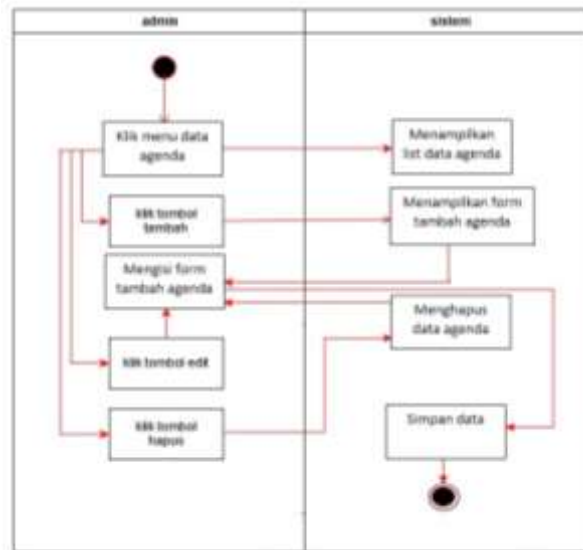 admin
sistem
Klik menu data
agenda
Menampilkan
list data agenda
klik tombol
tambah
Menampilkan form
tambah agenda
Mengisi form
tambah agenda
Menghapus
data agenda
klik tombol edit
klik tombol
hapus
Simpan data